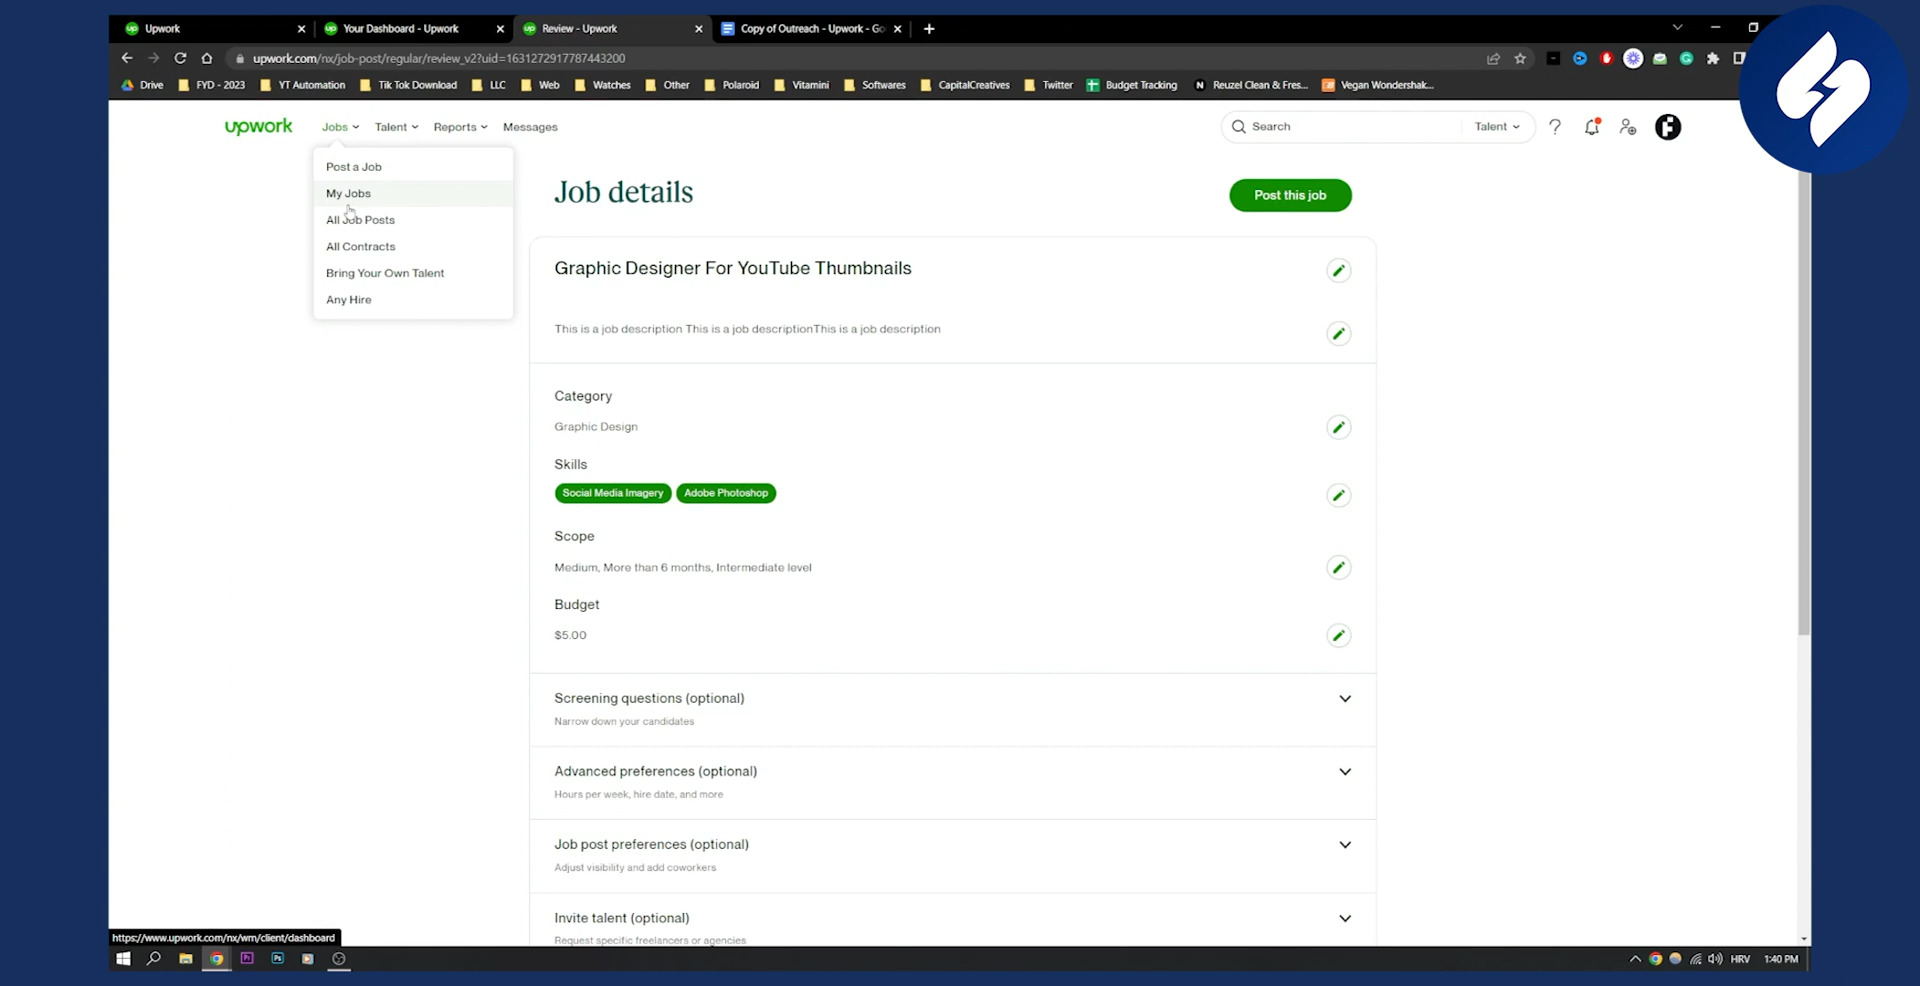 Upwork
Your Dashboard - Upwork
Review - Upwork
Copy of Outreach - Upwork - Go
upwork.com/nx/job-post/regular/review_v2?uid=1631272917787443200
Drive
FYD - 2023
YT Automation
Tik Tok Download
LLC
Web
Watches
Other
Polaroid
Vitamini
Softwares
CapitalCreatives
Twitter
Budget Tracking
Reuzel Clean & Fres...
Vegan Wondershak...
upwork
Jobs
Talent
Reports
Messages
Search
Talent
Post a Job
My Jobs
All Job Posts
All Contracts
Bring Your Own Talent
Any Hire
Job details
Post this job
Graphic Designer For YouTube Thumbnails
This is a job description This is a job descriptionThis is a job description
Category
Graphic Design
Skills
Social Media Imagery
Adobe Photoshop
Scope
Medium, More than 6 months, Intermediate level
Budget
$5.00
Screening questions (optional)
Narrow down your candidates
Advanced preferences (optional)
Hours per week, hire date, and more
Job post preferences (optional)
Adjust visibility and add coworkers
Invite talent (optional)
Request specific freelancers or agencies
https://www.upwork.com/nx/wm/client/dashboard
HRV
1:40 PM